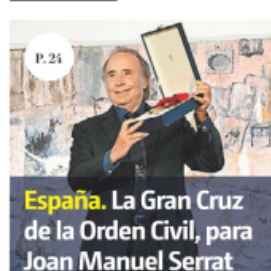 P. 24
España. La Gran Cruz
de la Orden Civil, para
Joan Manuel Serrat